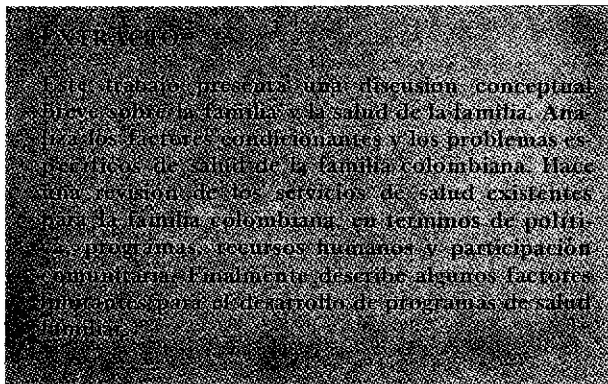 EXTRACTO
Este trabajo presenta una discusión conceptual
breve sobre la familia y la salud de la familia. Ana-
liza los factores condicionantes y los problemas es-
pecíficos de salud de la familia colombiana. Hace
una revisión de los servicios de salud existentes
para la familia colombiana, en términos de políti-
ca, programas, recursos humanos y participación
comunitaria. Finalmente describe algunos factores
para el desarrollo de programas de salud
familiar.